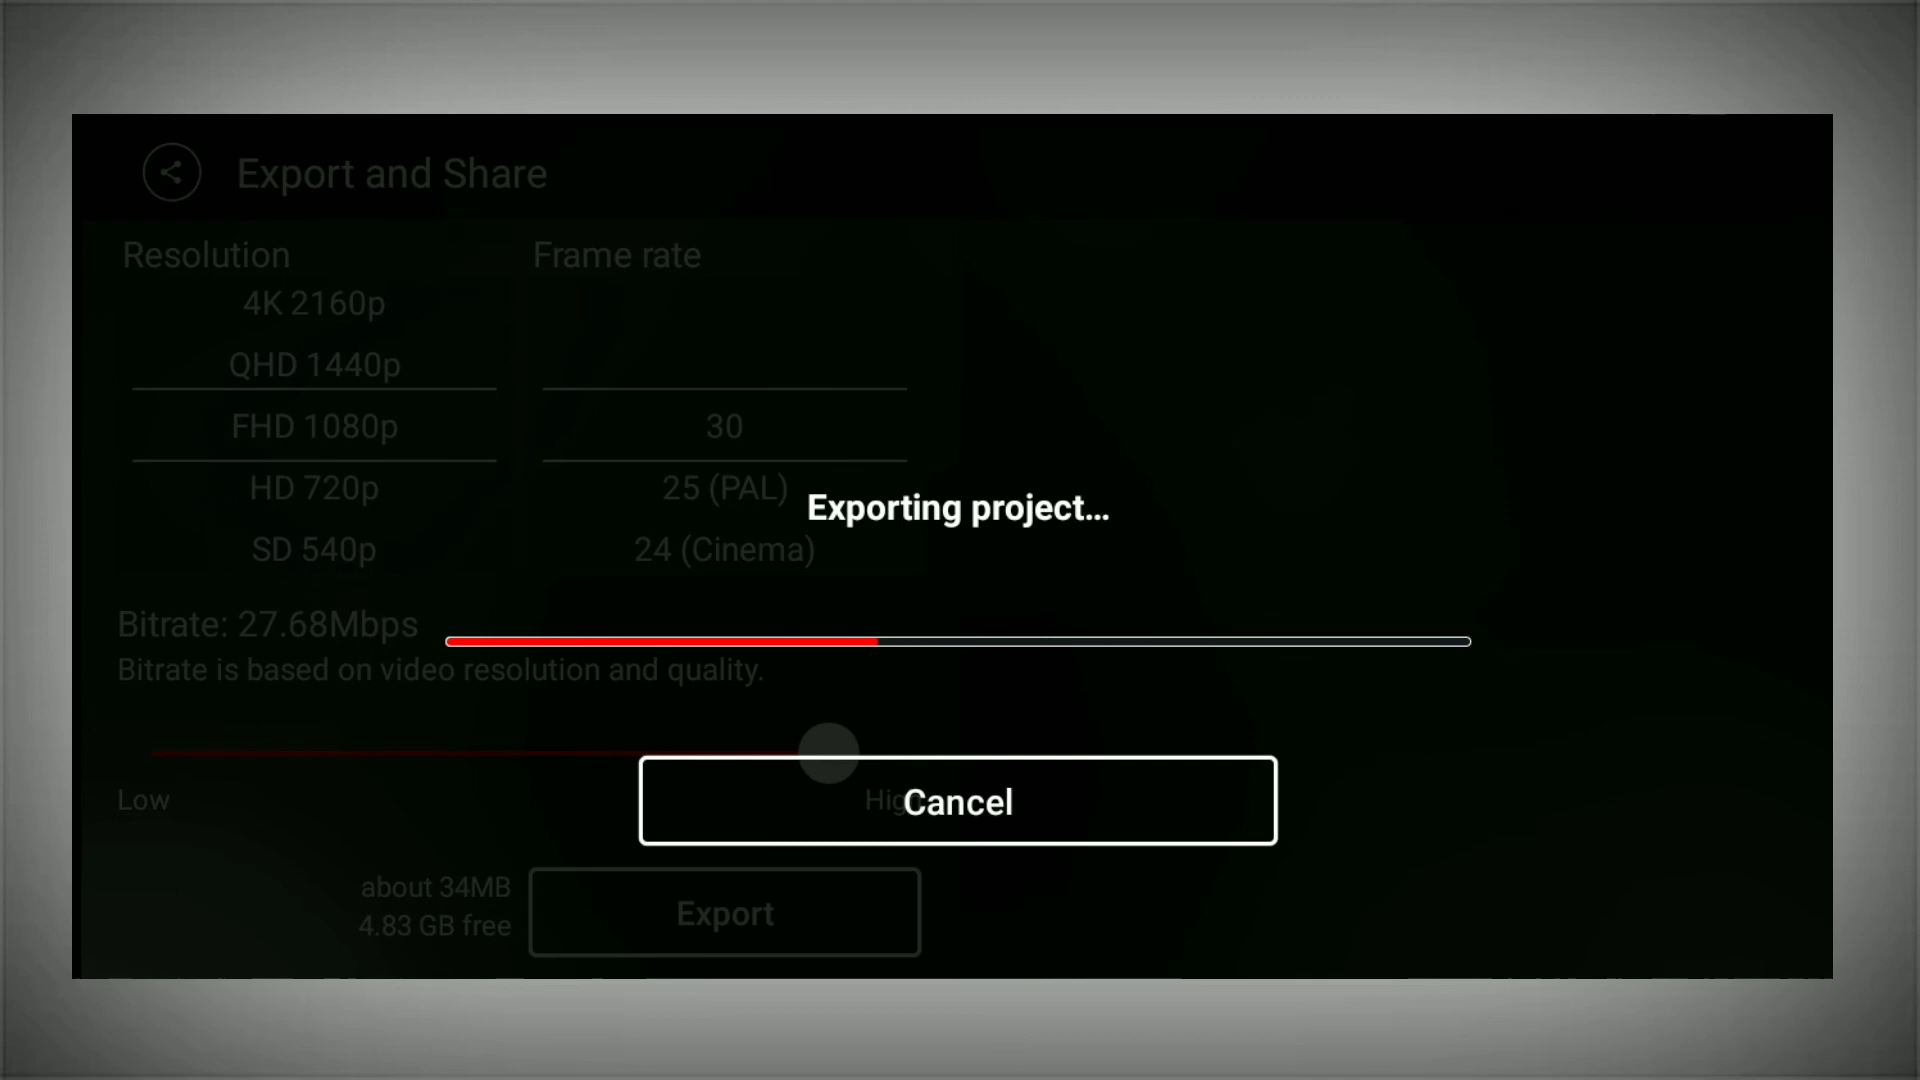 Export and Share
Resolution
Frame rate
4K 2160p
QHD 1440p
FHD 1080p
30
HD 720p
25 (PAL)
SD 540p
24 (Cinema)
Exporting project...
Bitrate: 27.68Mbps
Bitrate is based on video resolution and quality.
Low
High
Cancel
about 34MB
4.83 GB free
Export